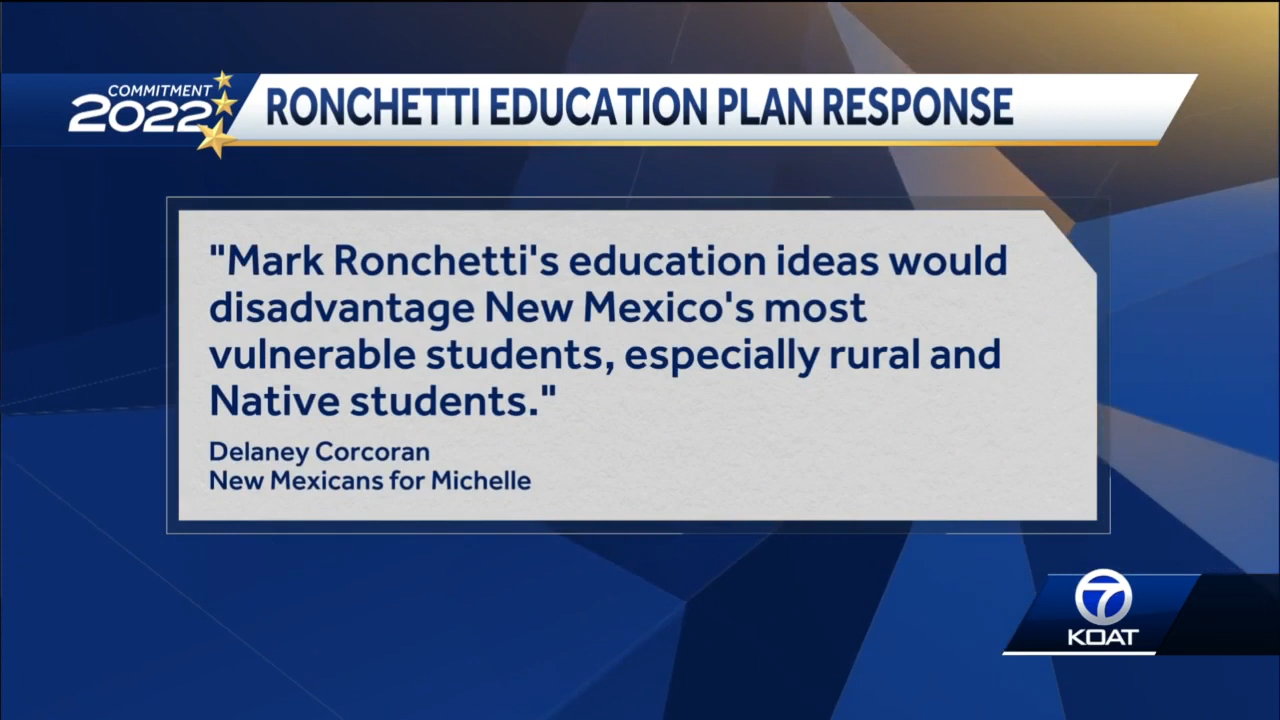 COMMITMENT
2022
RONCHETTI EDUCATION PLAN RESPONSE
"Mark Ronchetti's education ideas would
disadvantage New Mexico's most
vulnerable students, especially rural and
Native students."
Delaney Corcoran
New Mexicans for Michelle
7
KOAT